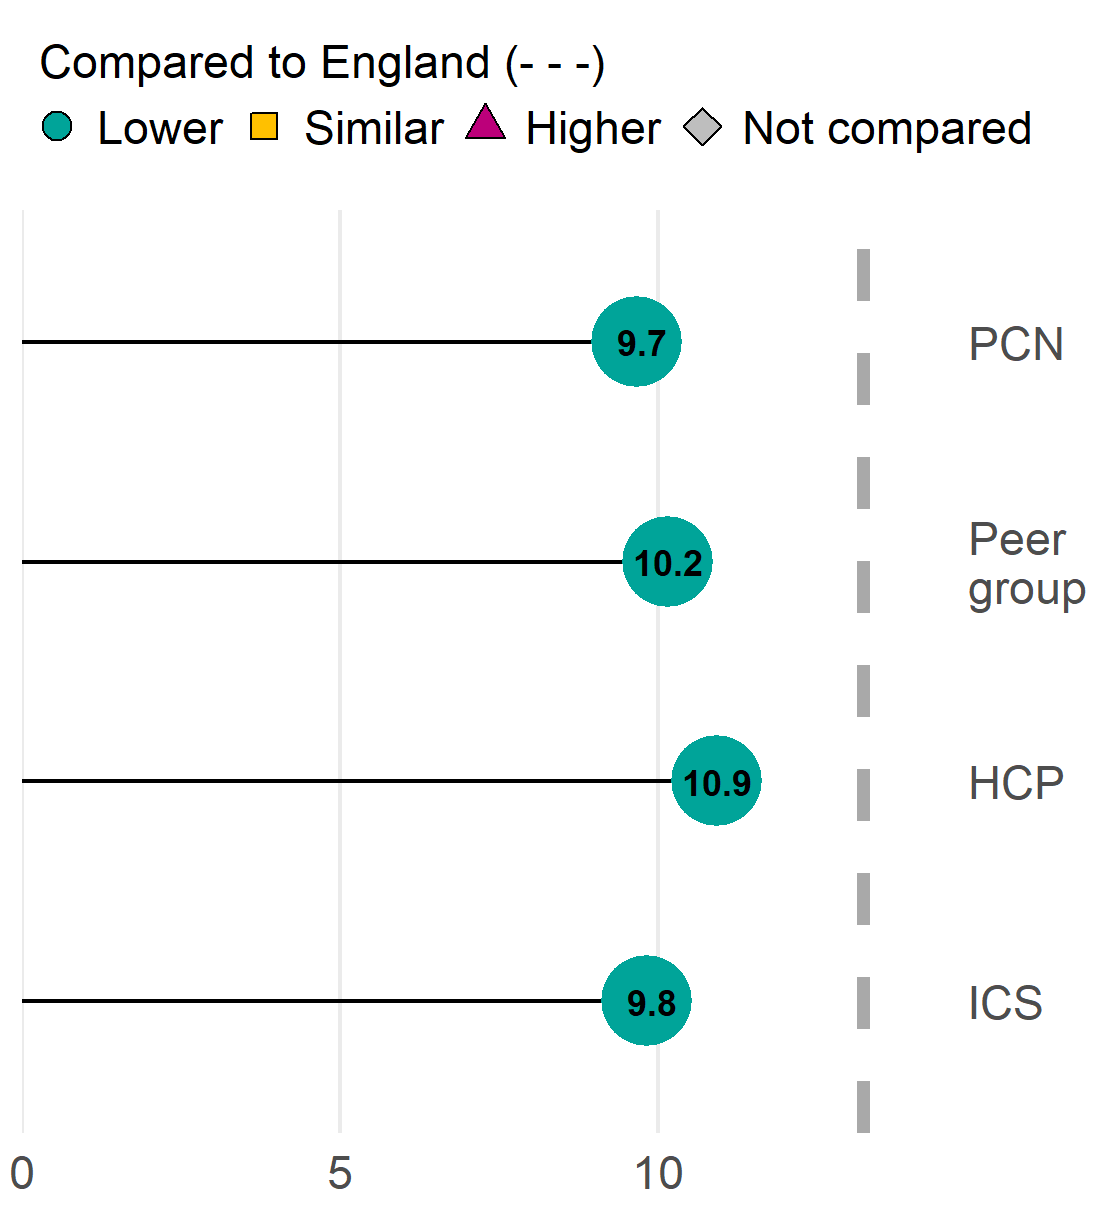 Compared to England (- - -)
Lower Similar Higher Not compared
9.7 PCN
10.2 Peer group
10.9 HCP
9.8 ICS
0 5 10